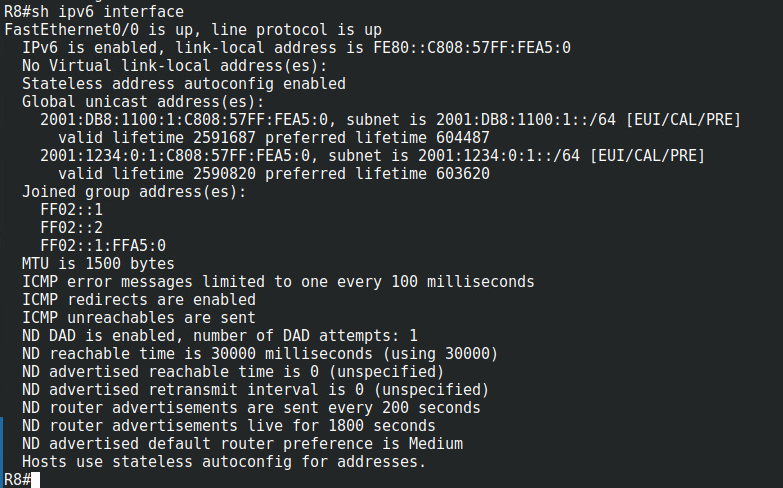 R8#sh ipv6 interface
FastEthernet0/0 is up, line protocol is up
  IPv6 is enabled, link-local address is FE80::C808:57FF:FEA5:0
  No Virtual link-local address(es):
  Stateless address autoconfig enabled
  Global unicast address(es):
    2001:DB8:1100:1:C808:57FF:FEA5:0, subnet is 2001:DB8:1100:1::/64 [EUI/CAL/PRE]
      valid lifetime 2591687 preferred lifetime 604487
    2001:1234:0:1:C808:57FF:FEA5:0, subnet is 2001:1234:0:1::/64 [EUI/CAL/PRE]
      valid lifetime 2590820 preferred lifetime 603620
  Joined group address(es):
    FF02::1
    FF02::2
    FF02::1:FFA5:0
  MTU is 1500 bytes
  ICMP error messages limited to one every 100 milliseconds
  ICMP redirects are enabled
  ICMP unreachables are sent
  ND DAD is enabled, number of DAD attempts: 1
  ND reachable time is 30000 milliseconds (using 30000)
  ND advertised reachable time is 0 (unspecified)
  ND advertised retransmit interval is 0 (unspecified)
  ND router advertisements are sent every 200 seconds
  ND router advertisements live for 1800 seconds
  ND advertised default router preference is Medium
  Hosts use stateless autoconfig for addresses.
R8#